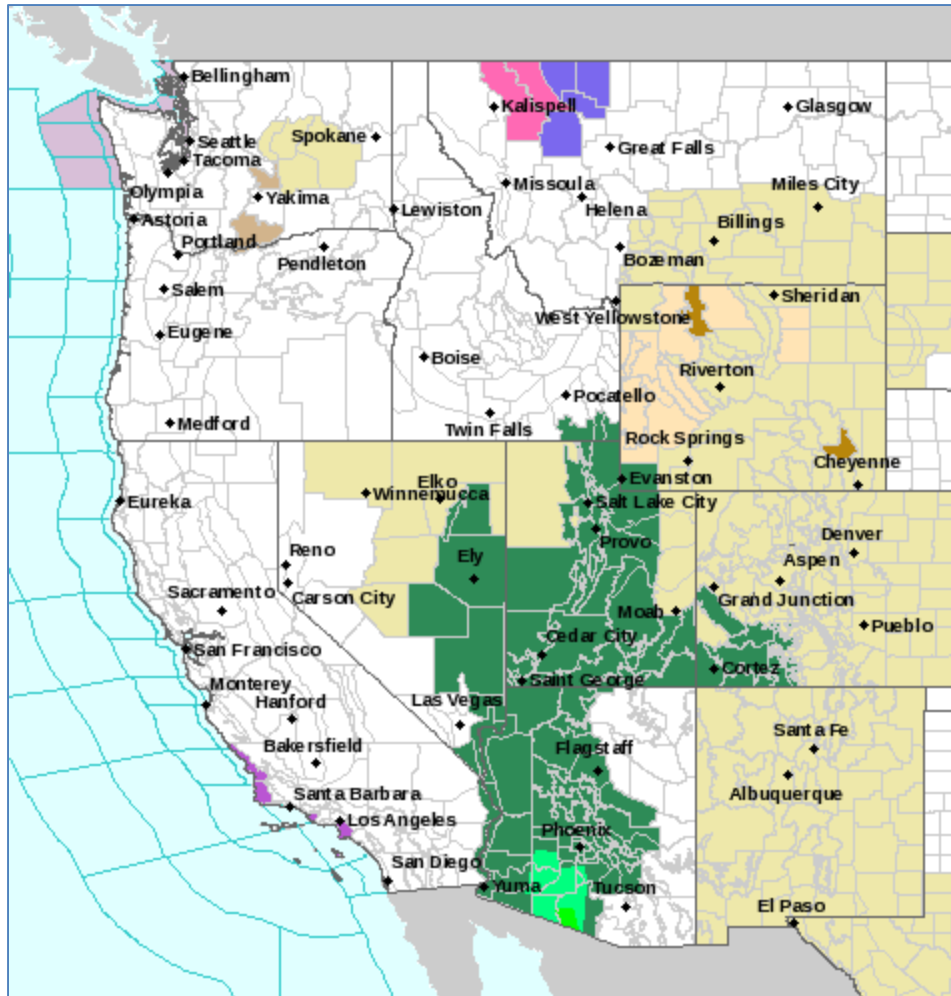 Bellingham
Kalispell
Glasgow
Seattle
Spokane
Tacoma
Great Falls
Olympia
Yakima
Missoula
Miles City
Lewiston
Helena
Astoria
Billings
Portland
Pendleton
Bozeman
Salem
Sheridan
West Yellowstone
Eugene
Boise
Riverton
Pocatello
Medford
Twin Falls
Rock Springs
Cheyenne
Elko
Evanston
Winnemucca
Eureka
Salt Lake City
Reno
Provo
Denver
Ely
Aspen
Sacramento
Carson City
Moab
Grand Junction
Pueblo
San Francisco
Cedar City
Cortez
Saint George
Monterey
Hanford
Las Vegas
Santa Fe
Bakersfield
Flagstaff
Albuquerque
Santa Barbara
Los Angeles
Phoenix
San Diego
Yuma
Tucson
El Paso